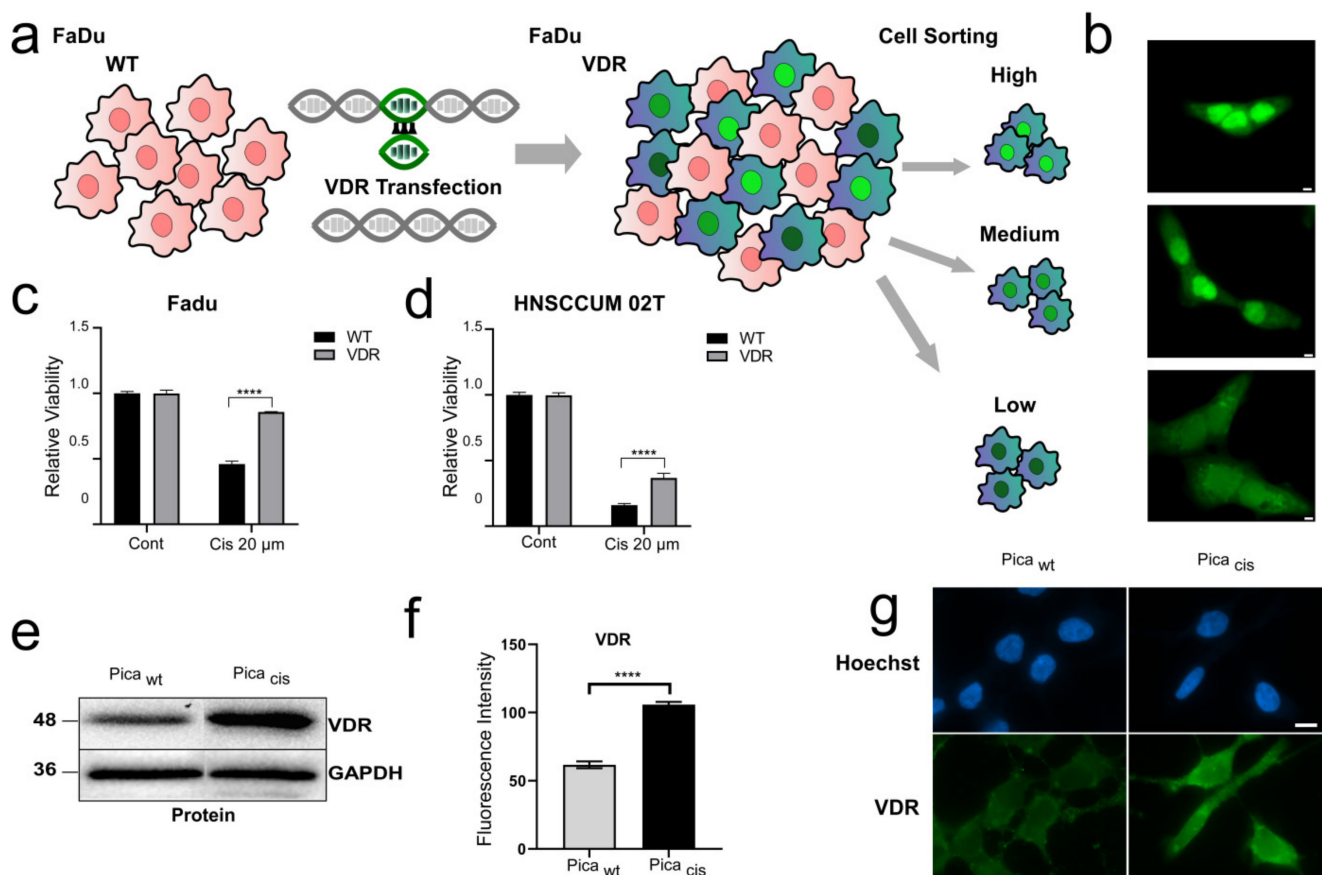 a
FaDu
WT
VDR Transfection
FaDu
VDR
Cell Sorting
High
Medium
Low
b
c
Fadu
Relative Viability
1.5
1.0
0.5
0
WT
VDR
****
Cont
Cis 20 µm
d
HNSCCUM 02T
Relative Viability
1.5
1.0
0.5
0
WT
VDR
****
Cont
Cis 20 µm
e
Pica wt
Pica cis
48
VDR
36
GAPDH
Protein
f
VDR
Fluorescence Intensity
150
100
50
0
****
Pica wt
Pica cis
g
Pica wt
Pica cis
Hoechst
VDR